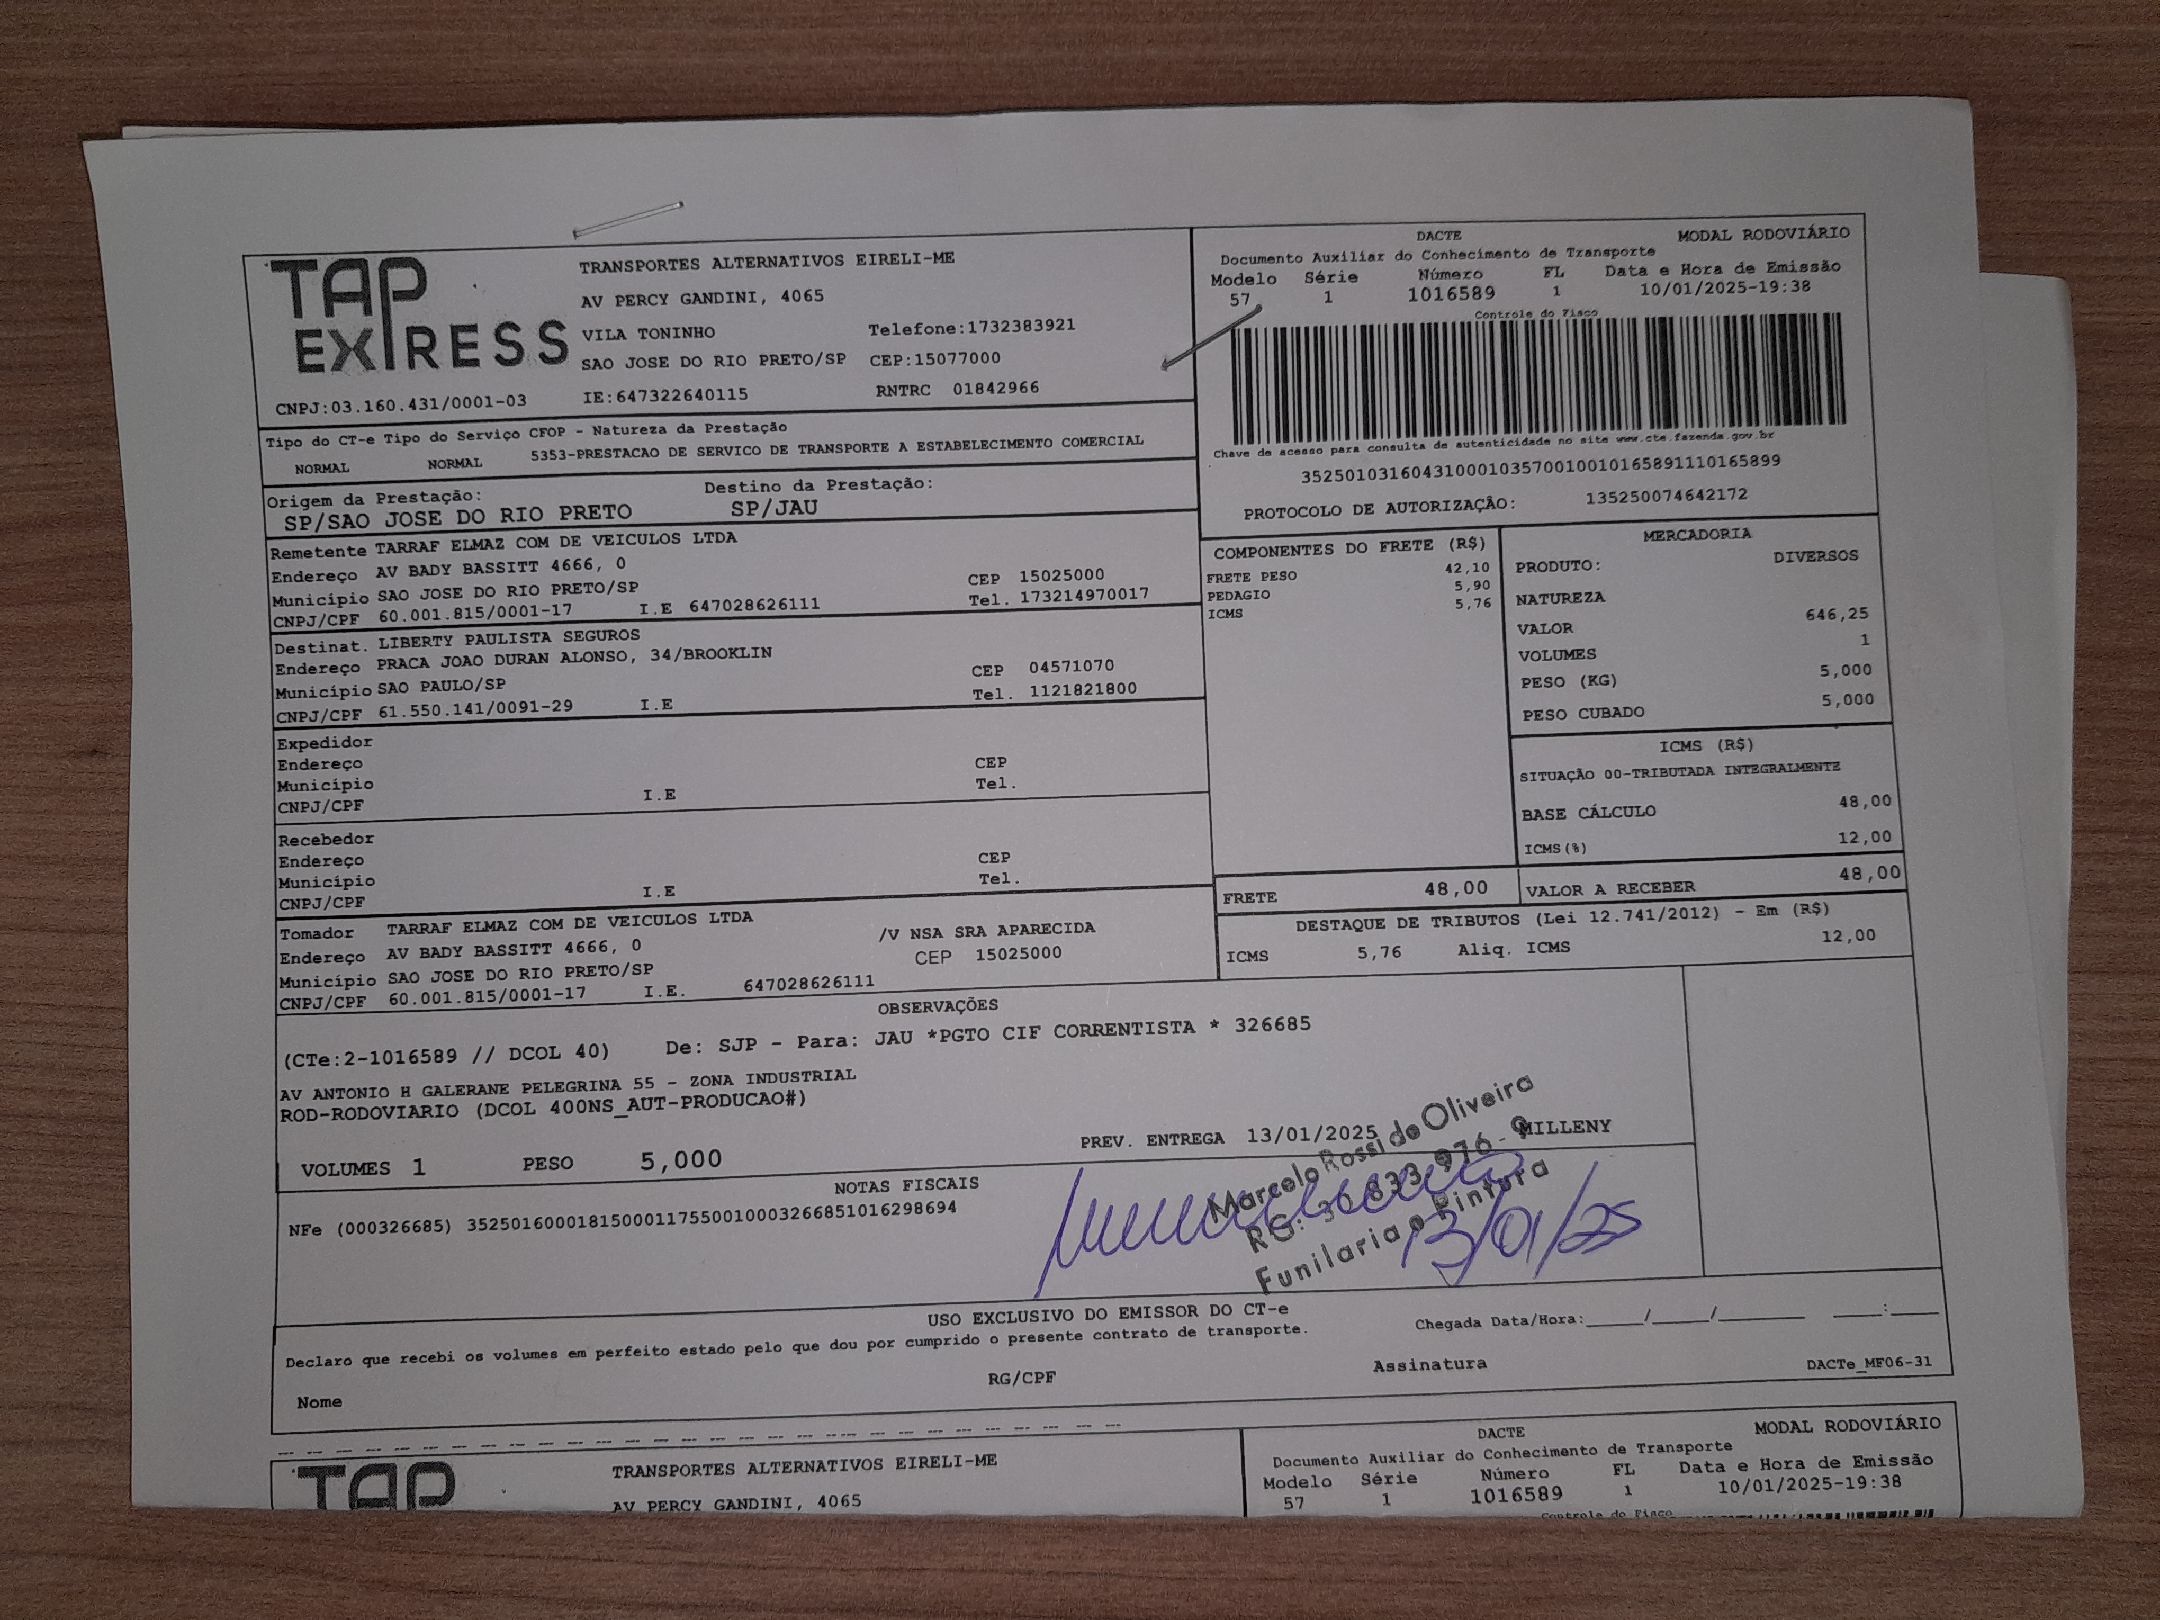 TAP EXPRESS
TRANSPORTES ALTERNATIVOS EIRELI-ME
AV PERCY GANDINI, 4065
VILA TONINHO Telefone:1732383921
SAO JOSE DO RIO PRETO/SP CEP:15077000
CNPJ:03.160.431/0001-03 IE:647322640115 RNTRC 01842966
DACTE MODAL RODOVIÁRIO
Documento Auxiliar do Conhecimento de Transporte
Modelo Série Número FL Data e Hora de Emissão
57 1 1016589 1 10/01/2025-19:38
Controle do Fisco
Chave de acesso para consulta de autenticidade no site www.cte.fazenda.gov.br
35250103160431000103570010010165891110165899
PROTOCOLO DE AUTORIZAÇÃO: 135250074642172
Tipo do CT-e Tipo do Serviço CFOP - Natureza da Prestação
NORMAL NORMAL 5353-PRESTACAO DE SERVICO DE TRANSPORTE A ESTABELECIMENTO COMERCIAL
Origem da Prestação: Destino da Prestação:
SP/SAO JOSE DO RIO PRETO SP/JAU
Remetente TARRAF ELMAZ COM DE VEICULOS LTDA
Endereço AV BADY BASSITT 4666, 0 CEP 15025000
Município SAO JOSE DO RIO PRETO/SP Tel. 173214970017
CNPJ/CPF 60.001.815/0001-17 I.E 647028626111
Destinat. LIBERTY PAULISTA SEGUROS
Endereço PRACA JOAO DURAN ALONSO, 34/BROOKLIN CEP 04571070
Município SAO PAULO/SP Tel. 1121821800
CNPJ/CPF 61.550.141/0091-29 I.E
Expedidor
Endereço CEP
Município Tel.
CNPJ/CPF I.E
Recebedor
Endereço CEP
Município Tel.
CNPJ/CPF I.E
Tomador TARRAF ELMAZ COM DE VEICULOS LTDA
Endereço AV BADY BASSITT 4666, 0 /V NSA SRA APARECIDA
Município SAO JOSE DO RIO PRETO/SP CEP 15025000
CNPJ/CPF 60.001.815/0001-17 I.E. 647028626111
COMPONENTES DO FRETE (R$)
FRETE PESO 42,10
PEDAGIO 5,90
ICMS 5,76
MERCADORIA
PRODUTO: DIVERSOS
NATUREZA
VALOR 646,25
VOLUMES 1
PESO (KG) 5,000
PESO CUBADO 5,000
ICMS (R$)
SITUAÇÃO 00-TRIBUTADA INTEGRALMENTE
BASE CÁLCULO 48,00
ICMS(%) 12,00
FRETE 48,00 VALOR A RECEBER 48,00
DESTAQUE DE TRIBUTOS (Lei 12.741/2012) - Em (R$)
ICMS 5,76 Aliq. ICMS 12,00
OBSERVAÇÕES
(CTe:2-1016589 // DCOL 40) De: SJP - Para: JAU *PGTO CIF CORRENTISTA * 326685
AV ANTONIO H GALERANE PELEGRINA 55 - ZONA INDUSTRIAL
ROD-RODOVIARIO (DCOL 400NS_AUT-PRODUCAO#)
PREV. ENTREGA 13/01/2025 MILLENY
VOLUMES 1 PESO 5,000
NOTAS FISCAIS
NFe (000326685) 35250160001815000117550010003266851016298694
Marcelo Rossi de Oliveira
RG: 30 833 976-9
Funilaria e Pintura
13/01/25
USO EXCLUSIVO DO EMISSOR DO CT-e
Declaro que recebi os volumes em perfeito estado pelo que dou por cumprido o presente contrato de transporte.
Chegada Data/Hora:_____/_____/________ _____:_____
Nome RG/CPF Assinatura DACTe_MF06-31
TAP
TRANSPORTES ALTERNATIVOS EIRELI-ME
AV PERCY GANDINI, 4065
DACTE MODAL RODOVIÁRIO
Documento Auxiliar do Conhecimento de Transporte
Modelo Série Número FL Data e Hora de Emissão
57 1 1016589 1 10/01/2025-19:38
Controle do Fisco